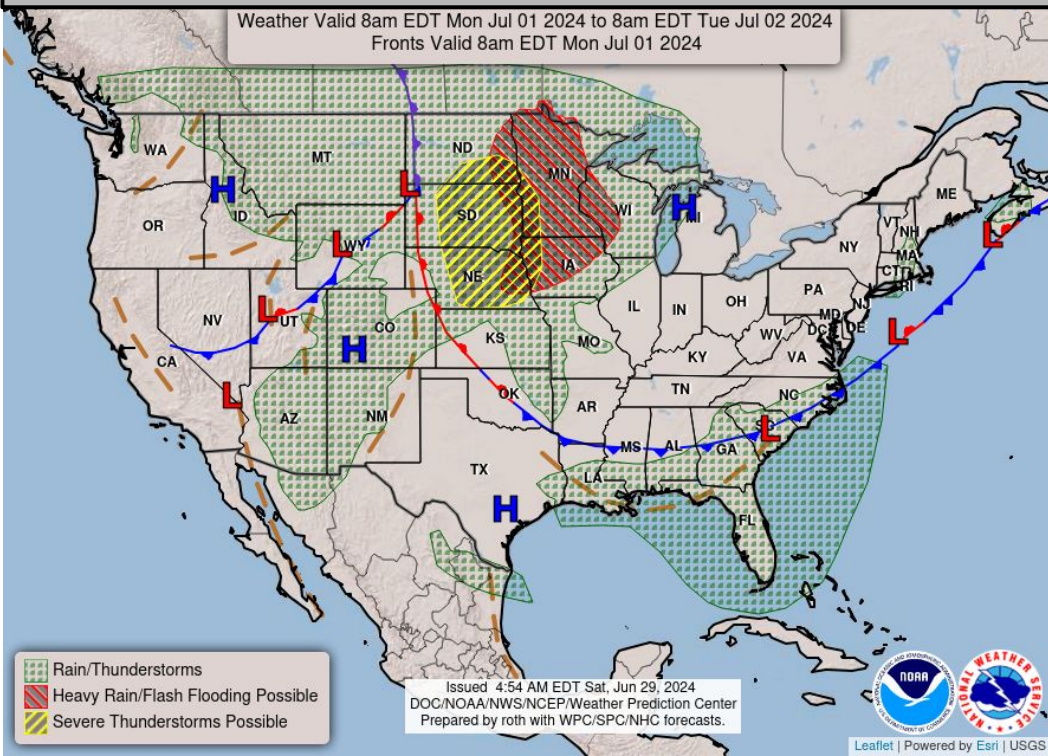 Weather Valid 8am EDT Mon Jul 01 2024 to 8am EDT Tue Jul 02 2024
Fronts Valid 8am EDT Mon Jul 01 2024
WA
MT
ND
MN
ME
H
L
ID
OR
SD
WI
H
MI
VT
NH
L
WY
NY
MA
CT
RI
L
NE
IA
PA
NJ
L
NV
UT
CO
IL
IN
OH
MD
DC
DE
L
CA
H
KS
MO
WV
VA
KY
L
AZ
NM
OK
AR
TN
NC
SC
L
TX
MS
AL
GA
LA
H
FL
Rain/Thunderstorms
Heavy Rain/Flash Flooding Possible
Severe Thunderstorms Possible
Issued 4:54 AM EDT Sat, Jun 29, 2024
DOC/NOAA/NWS/NCEP/Weather Prediction Center
Prepared by roth with WPC/SPC/NHC forecasts.
NOAA
NATIONAL WEATHER SERVICE
Leaflet | Powered by Esri | USGS